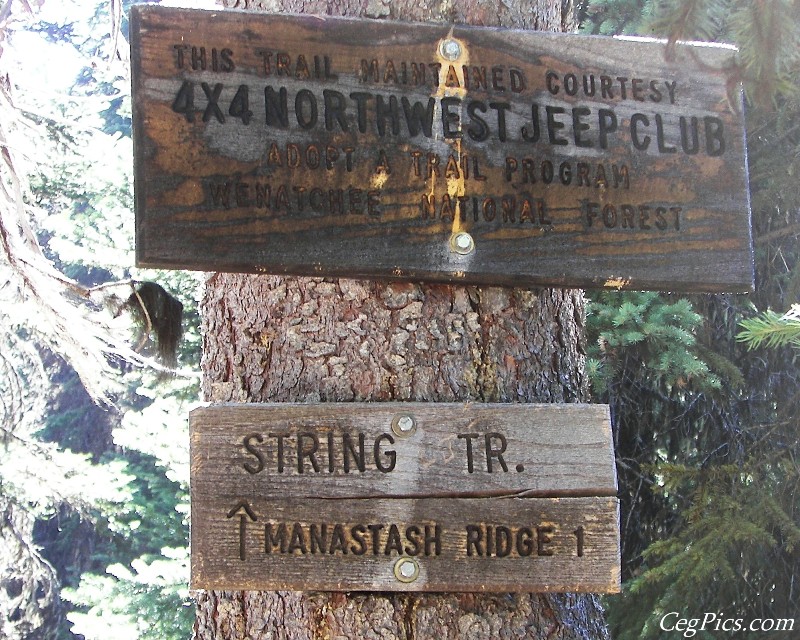 THIS TRAIL MAINTAINED COURTESY
4X4 NORTHWEST JEEP CLUB
ADOPT A TRAIL PROGRAM
WENATCHEE NATIONAL FOREST
STRING TR.
↑ MANASTASH RIDGE 1
CegPics.com